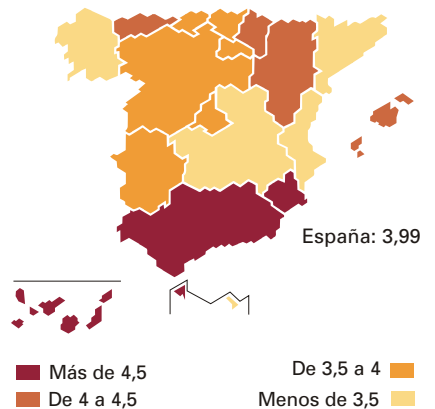 España: 3,99
Más de 4,5
De 4 a 4,5
De 3,5 a 4
Menos de 3,5